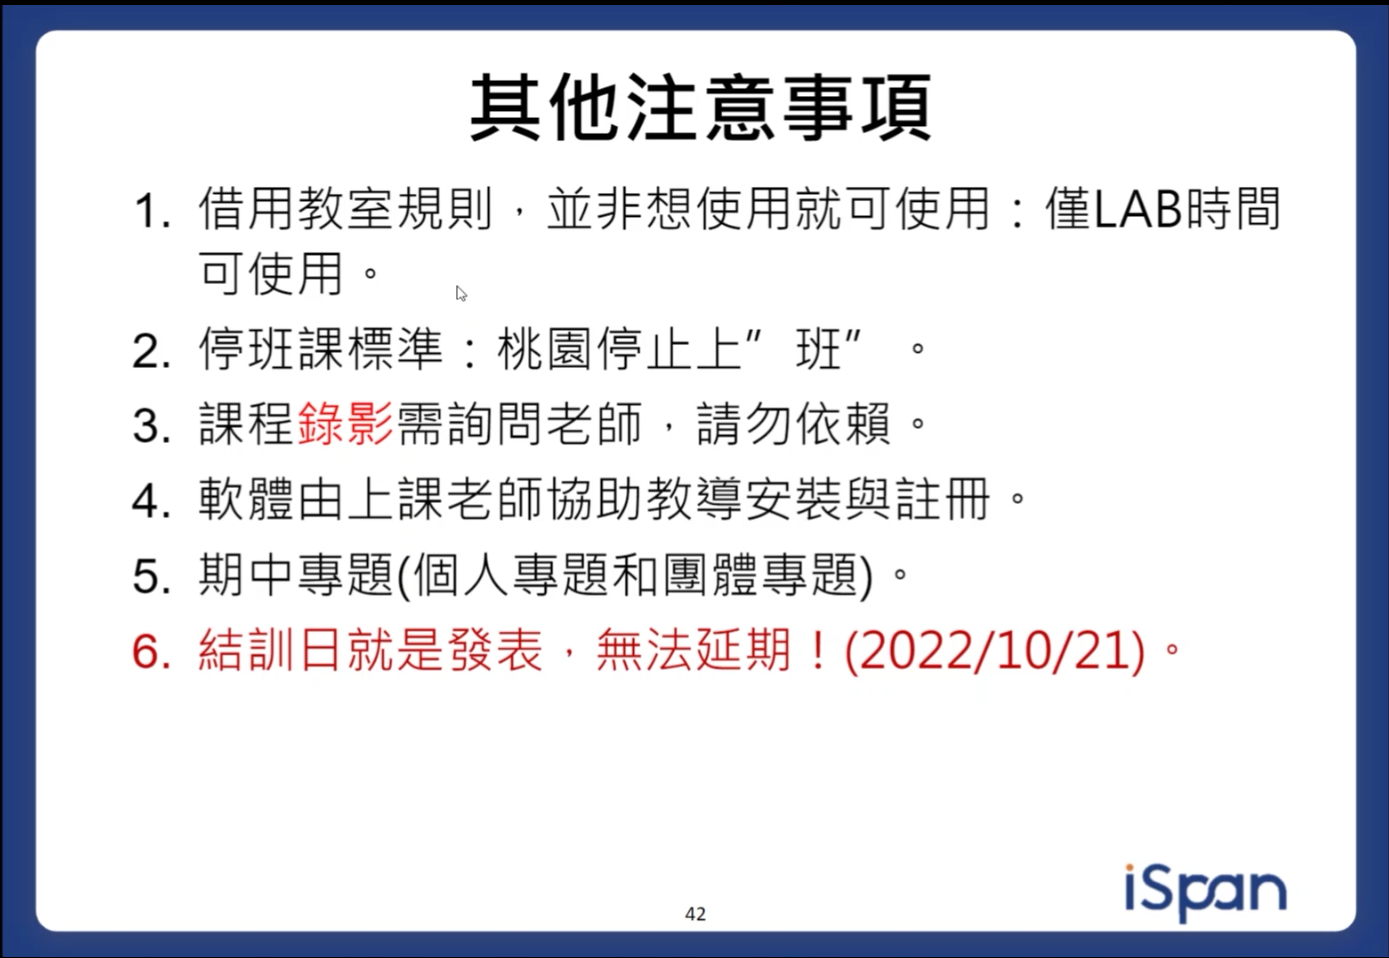 其他注意事項
1. 借用教室規則，並非想使用就可使用：僅LAB時間
可使用。
2. 停班課標準：桃園停止上”班”。
3. 課程錄影需詢問老師，請勿依賴。
4. 軟體由上課老師協助教導安裝與註冊。
5. 期中專題(個人專題和團體專題)。
6. 結訓日就是發表，無法延期！(2022/10/21)。
iSpan
42